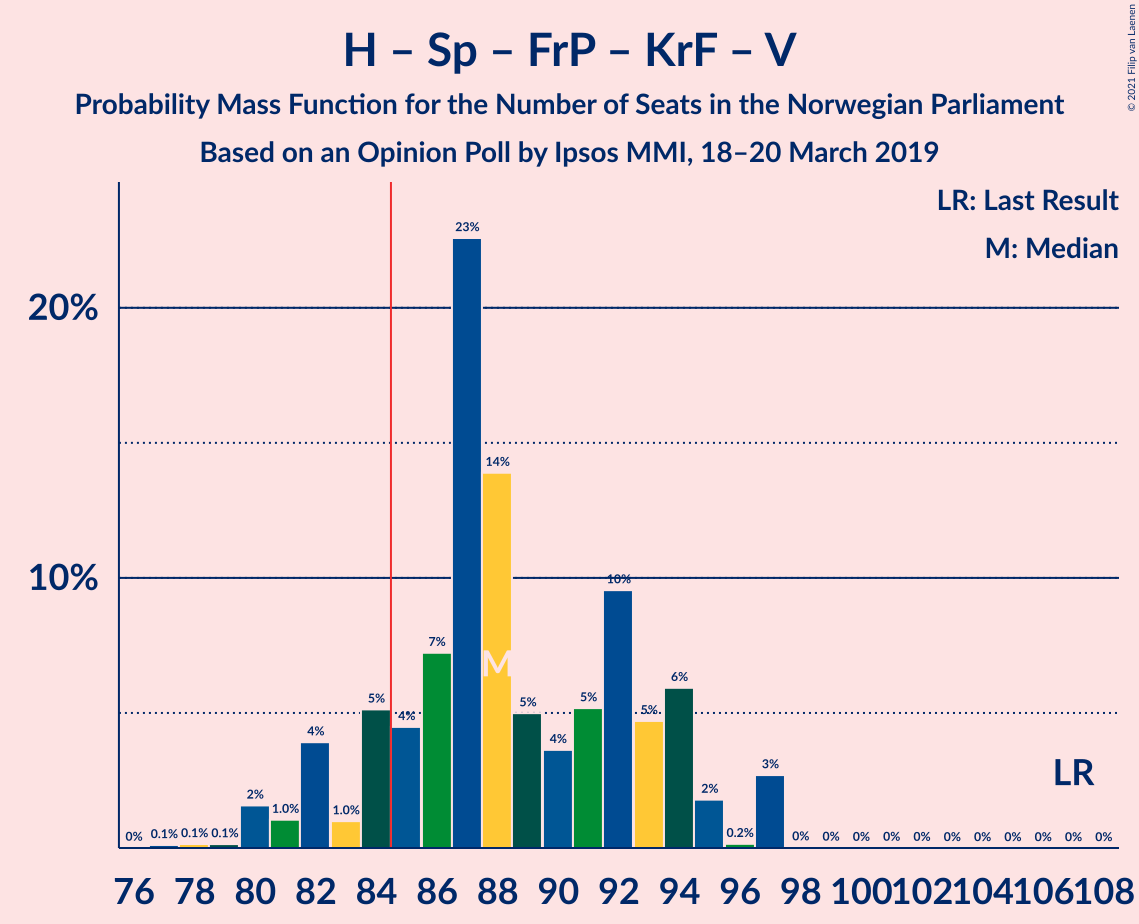 H – Sp – FrP – KrF – V
Probability Mass Function for the Number of Seats in the Norwegian Parliament
Based on an Opinion Poll by Ipsos MMI, 18–20 March 2019
© 2021 Filip van Laenen
LR: Last Result
M: Median
20%
10%
0% 0.1% 0.1% 0.1% 2% 1.0% 4% 1.0% 5% 4% 7% 23% 14% 5% 4% 5% 10% 5% 6% 2% 0.2% 3% 0% 0% 0% 0% 0% 0% 0% 0% 0% 0% 0%
M
LR
76 78 80 82 84 86 88 90 92 94 96 98 100 102 104 106 108